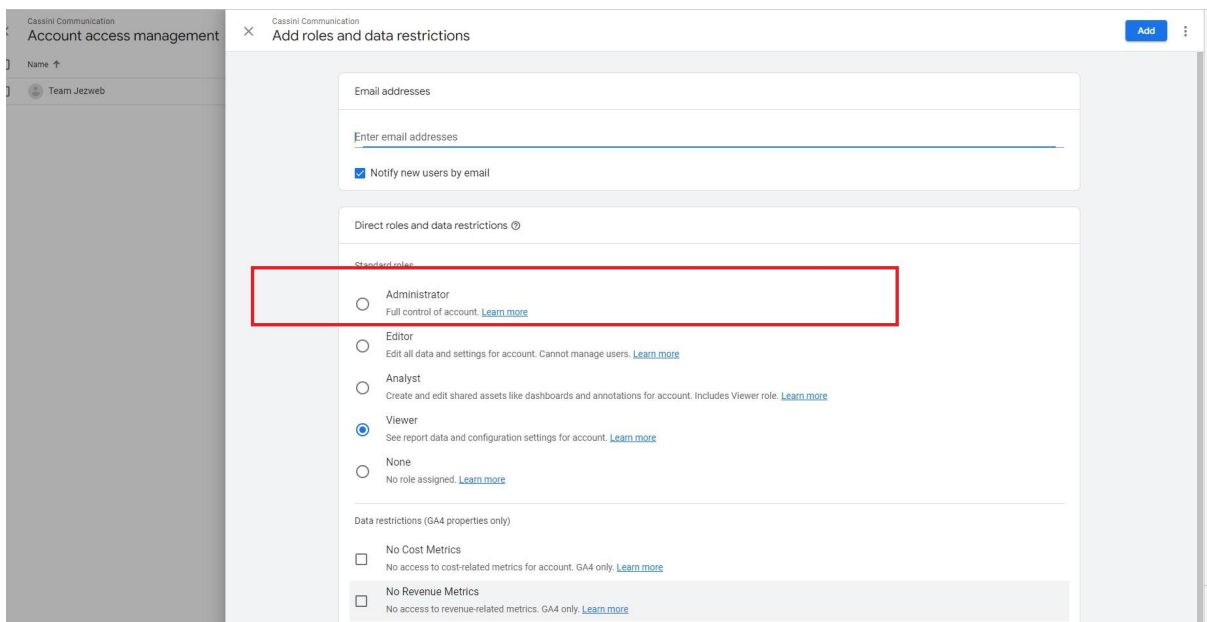 Cassini Communication
Account access management
Name
Team Jezweb
Cassini Communication
Add roles and data restrictions
Add
Email addresses
Enter email addresses
Notify new users by email
Direct roles and data restrictions
Standard roles
Administrator
Full control of account. Learn more
Editor
Edit all data and settings for account. Cannot manage users. Learn more
Analyst
Create and edit shared assets like dashboards and annotations for account. Includes Viewer role. Learn more
Viewer
See report data and configuration settings for account. Learn more
None
No role assigned. Learn more
Data restrictions (GA4 properties only)
No Cost Metrics
No access to cost-related metrics for account. GA4 only. Learn more
No Revenue Metrics
No access to revenue-related metrics. GA4 only. Learn more